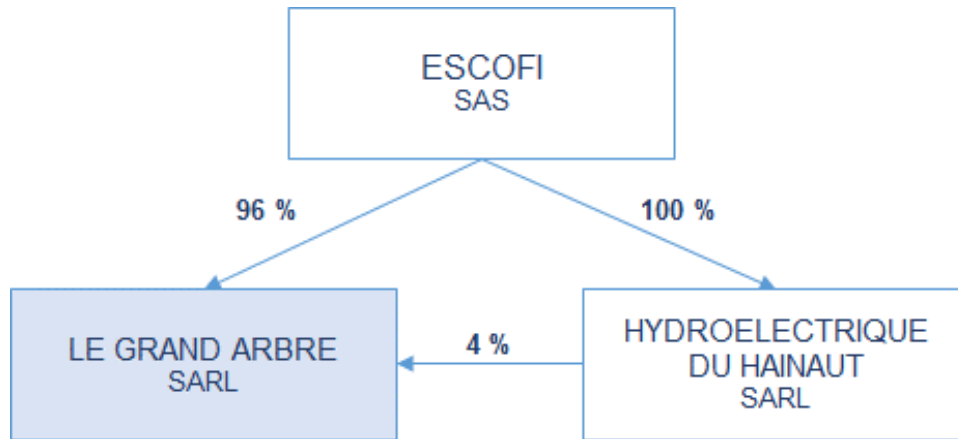 ESCOFI
SAS
96 %
100 %
LE GRAND ARBRE
SARL
4 %
HYDROELECTRIQUE
DU HAINAUT
SARL